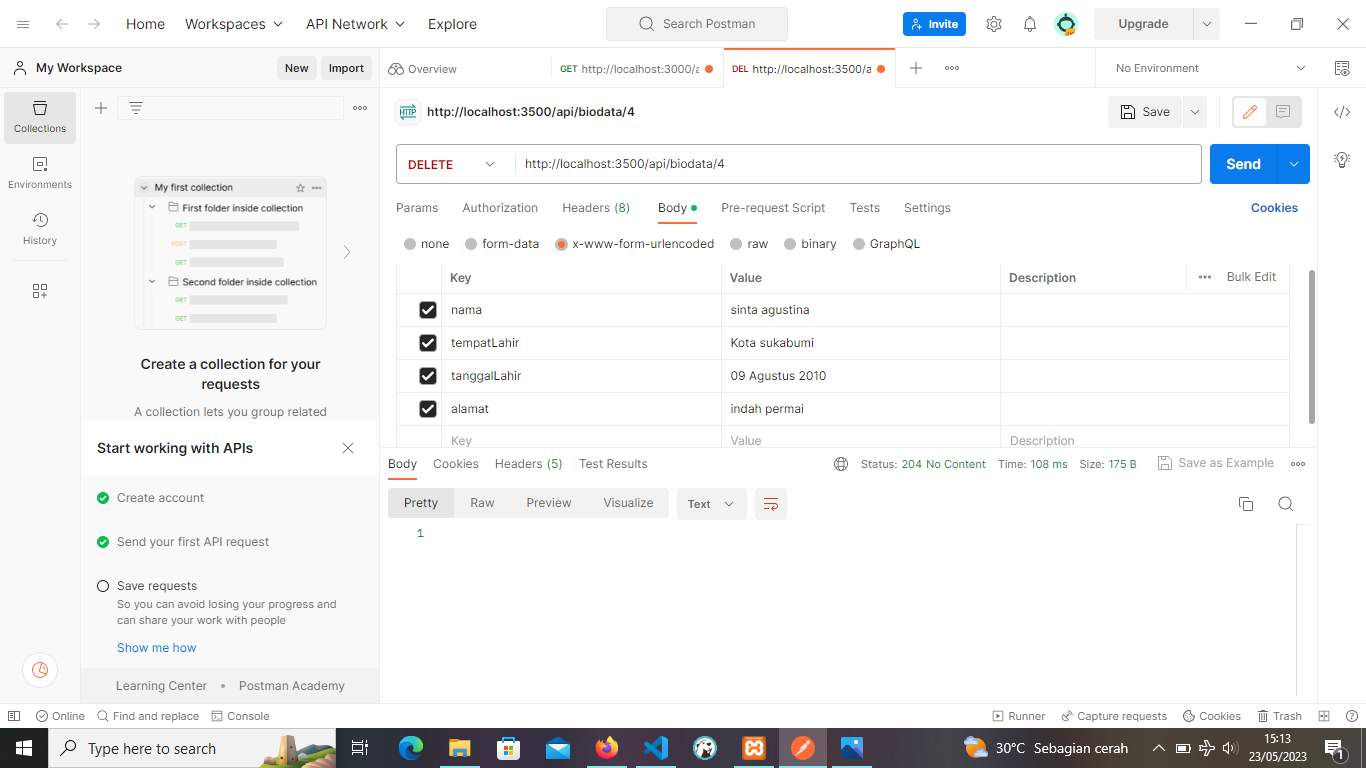 Home
Workspaces
API Network
Explore
Search Postman
Invite
Upgrade
My Workspace
New
Import
Overview
GET http://localhost:3000/a
DEL http://localhost:3500/a
No Environment
Collections
Environments
History
HTTP http://localhost:3500/api/biodata/4
Save
DELETE
http://localhost:3500/api/biodata/4
Send
Params
Authorization
Headers (8)
Body
Pre-request Script
Tests
Settings
Cookies
none
form-data
x-www-form-urlencoded
raw
binary
GraphQL
Key Value Description Bulk Edit
nama sinta agustina
tempatLahir Kota sukabumi
tanggalLahir 09 Agustus 2010
alamat indah permai
Key Value Description
My first collection
First folder inside collection
GET
POST
GET
Second folder inside collection
GET
GET
Create a collection for your
requests
A collection lets you group related
Start working with APIs
Create account
Send your first API request
Save requests
So you can avoid losing your progress and
can share your work with people
Show me how
Learning Center • Postman Academy
Body
Cookies
Headers (5)
Test Results
Status: 204 No Content Time: 108 ms Size: 175 B
Save as Example
Pretty
Raw
Preview
Visualize
Text
1
Online
Find and replace
Console
Runner
Capture requests
Cookies
Trash
Type here to search
30°C Sebagian cerah
15:13
23/05/2023
1